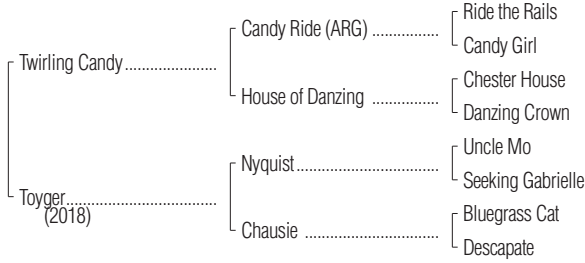 Ride the Rails
Candy Ride (ARG) ................
Candy Girl
Twirling Candy ......................
Chester House
House of Danzing ................
Danzing Crown
Uncle Mo
Nyquist..................................
Seeking Gabrielle
Toyger....................................
(2018)
Bluegrass Cat
Chausie ................................
Descapate